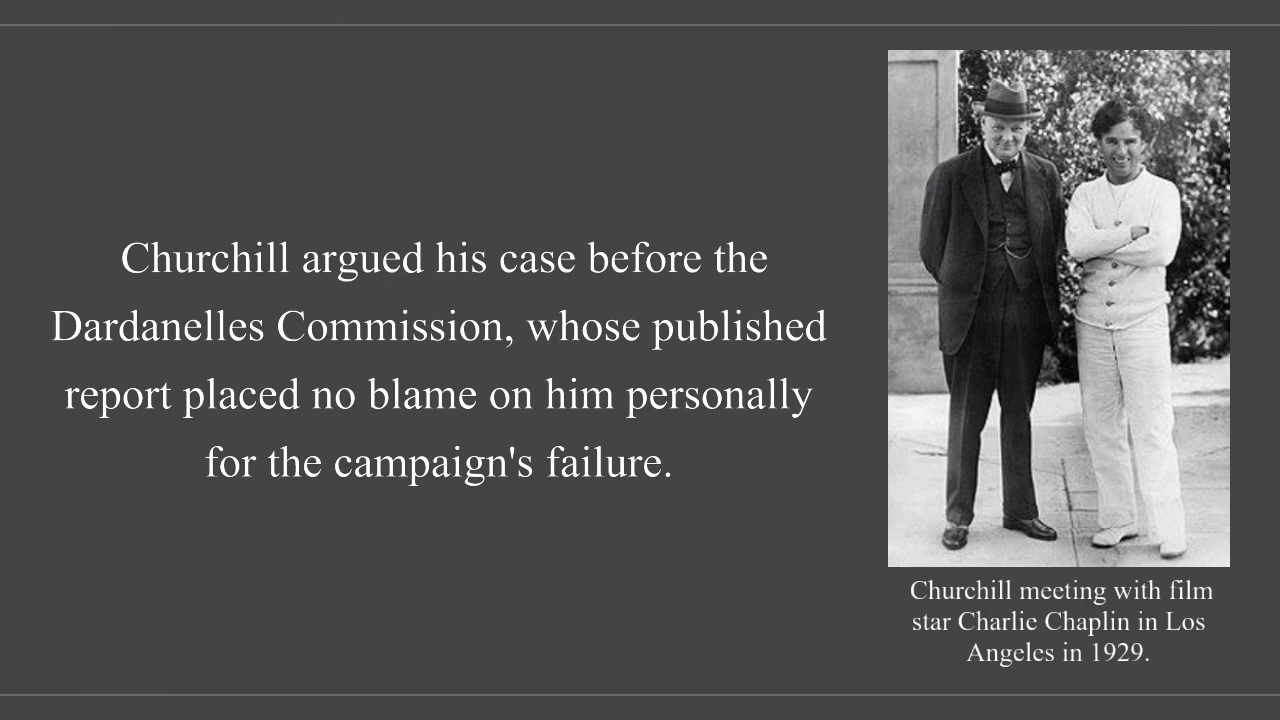 Churchill argued his case before the
Dardanelles Commission, whose published
report placed no blame on him personally
for the campaign's failure.
Churchill meeting with film
star Charlie Chaplin in Los
Angeles in 1929.